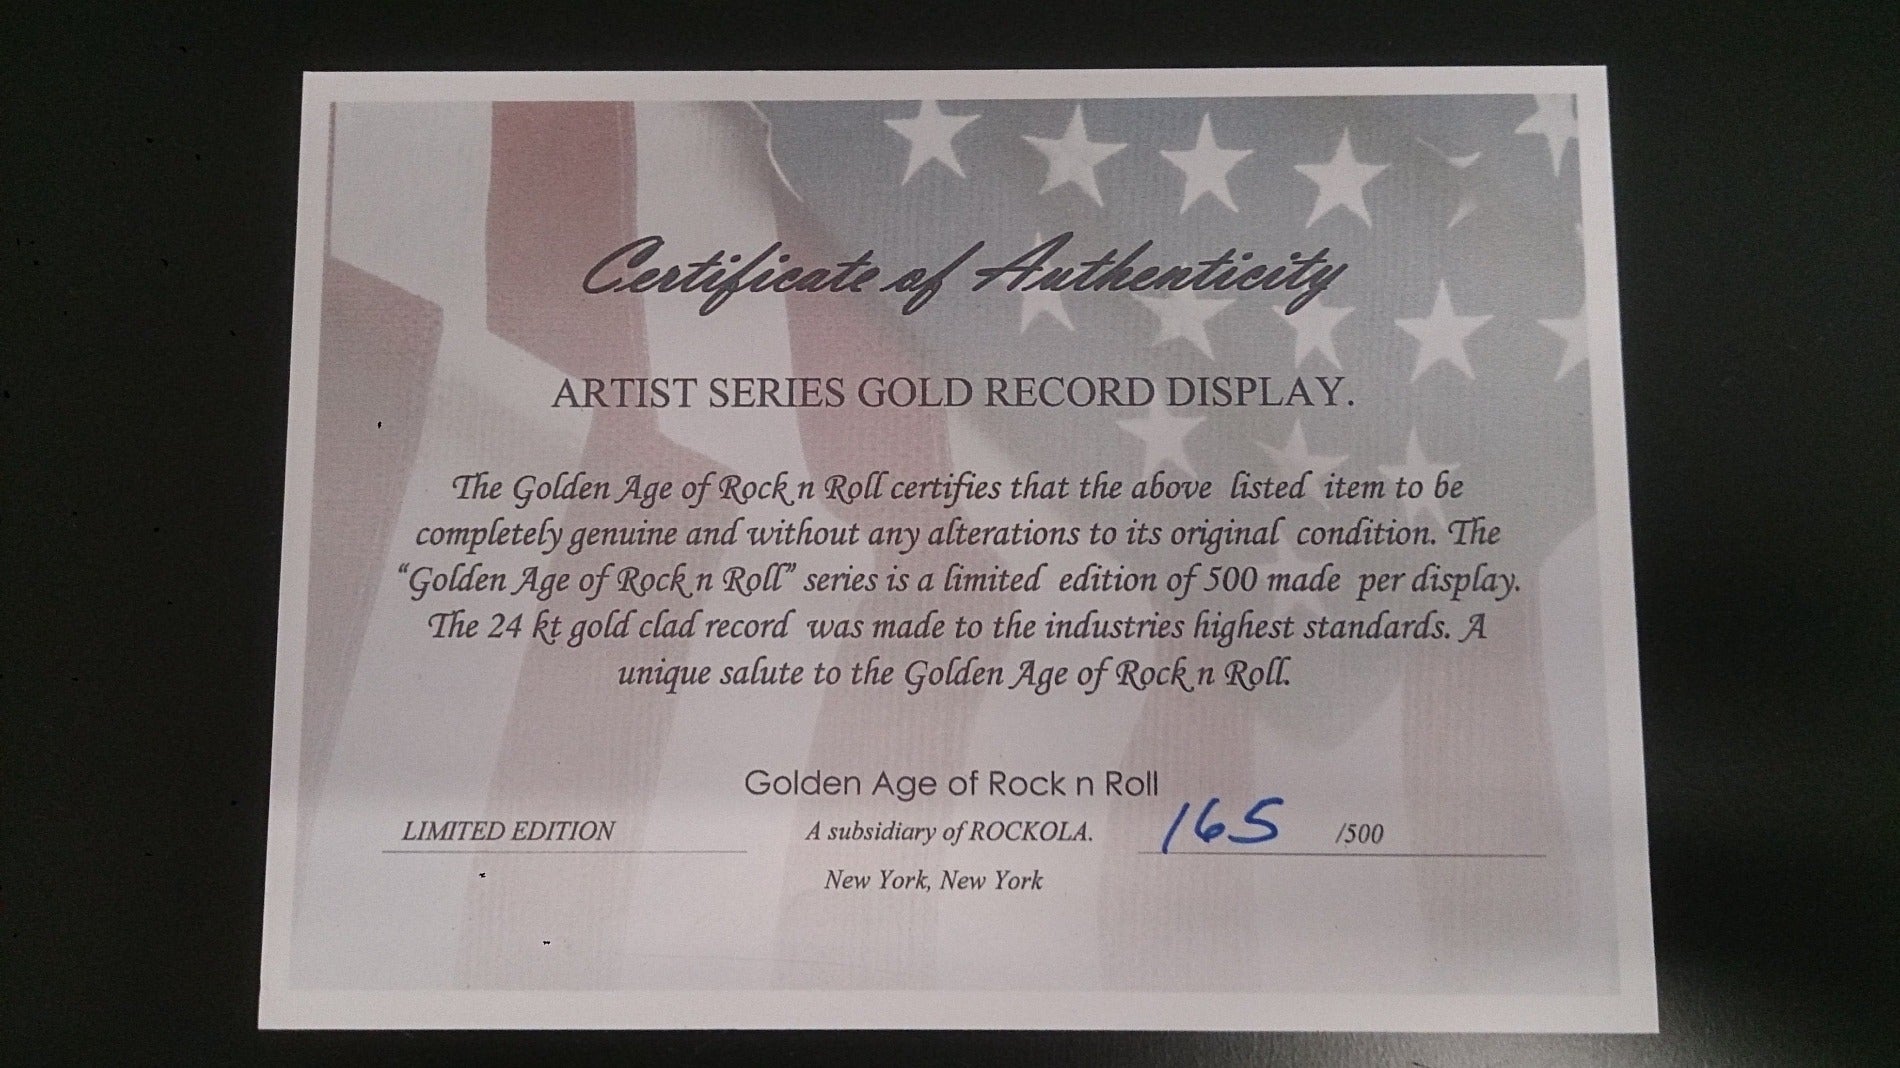 Certificate of Authenticity
ARTIST SERIES GOLD RECORD DISPLAY.
The Golden Age of Rock n Roll certifies that the above listed item to be
completely genuine and without any alterations to its original condition. The
“Golden Age of Rock n Roll” series is a limited edition of 500 made per display.
The 24 kt gold clad record was made to the industries highest standards. A
unique salute to the Golden Age of Rock n Roll.
Golden Age of Rock n Roll
LIMITED EDITION A subsidiary of ROCKOLA. 165 /500
New York, New York